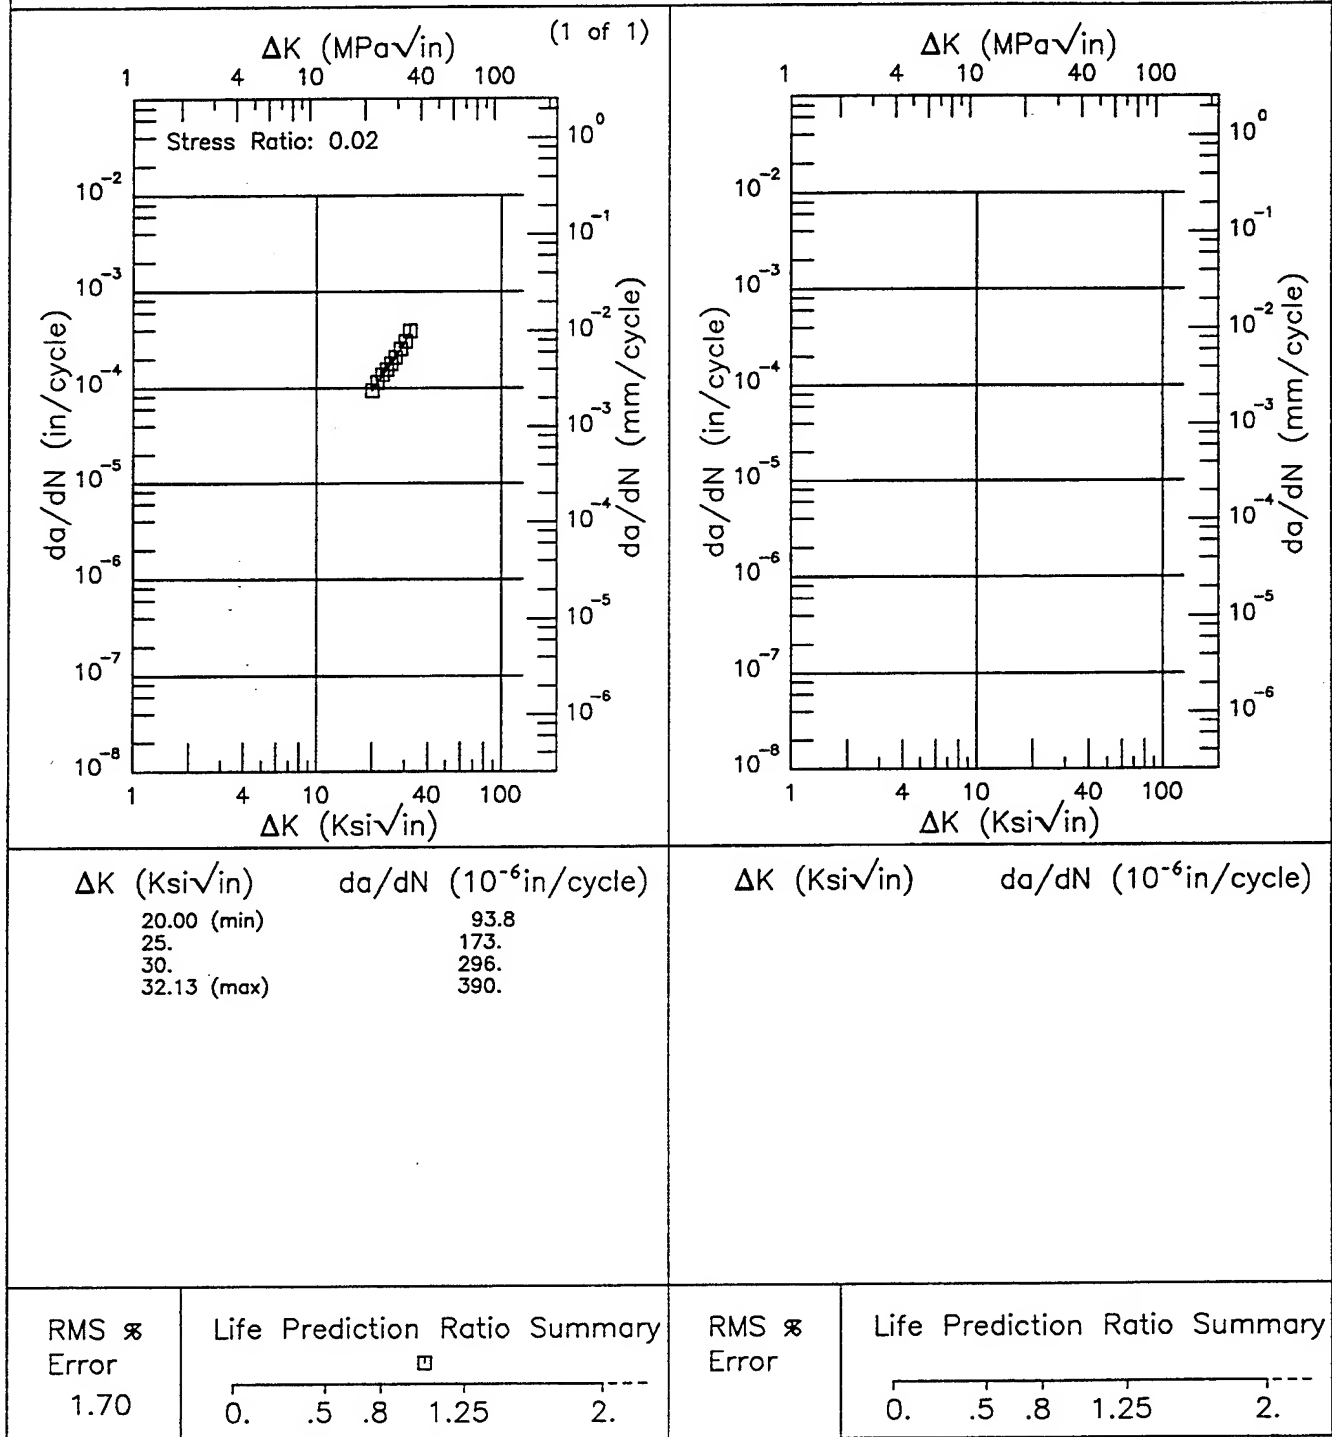 (1 of 1)
ΔK (MPa√in)
1 4 10 40 100
Stress Ratio: 0.02
da/dN (in/cycle)
10⁻²
10⁻³
10⁻⁴
10⁻⁵
10⁻⁶
10⁻⁷
10⁻⁸
10⁰
10⁻¹
10⁻²
10⁻³
10⁻⁴
10⁻⁵
10⁻⁶
da/dN (mm/cycle)
1 4 10 40 100
ΔK (Ksi√in)
ΔK (MPa√in)
1 4 10 40 100
da/dN (in/cycle)
10⁻²
10⁻³
10⁻⁴
10⁻⁵
10⁻⁶
10⁻⁷
10⁻⁸
10⁰
10⁻¹
10⁻²
10⁻³
10⁻⁴
10⁻⁵
10⁻⁶
da/dN (mm/cycle)
1 4 10 40 100
ΔK (Ksi√in)
ΔK (Ksi√in) da/dN (10⁻⁶in/cycle)
20.00 (min) 93.8
25. 173.
30. 296.
32.13 (max) 390.
ΔK (Ksi√in) da/dN (10⁻⁶in/cycle)
RMS %
Error
1.70
Life Prediction Ratio Summary
0. .5 .8 1.25 2.
RMS %
Error
Life Prediction Ratio Summary
0. .5 .8 1.25 2.